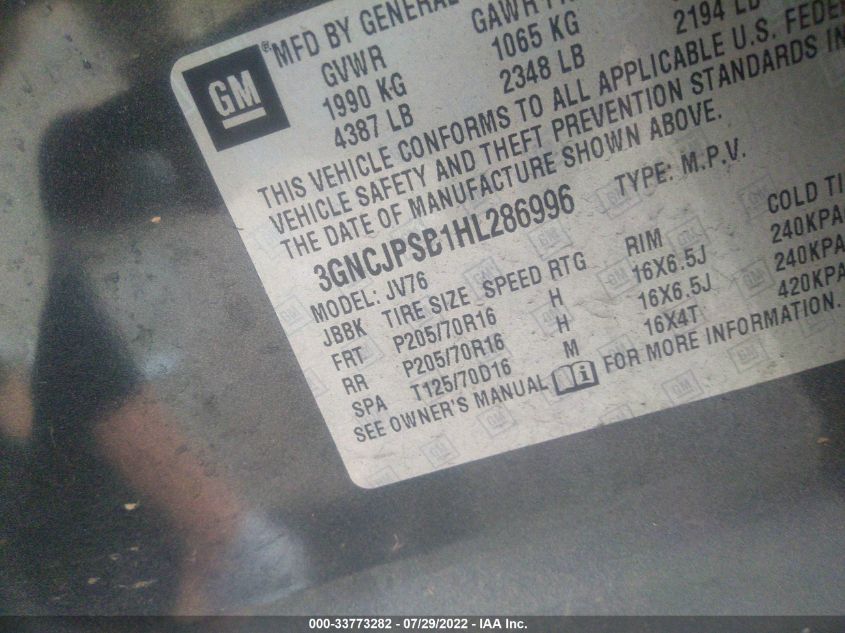 GM
® MFD BY GENERAL
GVWR GAWR
1990 KG 1065 KG
4387 LB 2348 LB 2194 LB
THIS VEHICLE CONFORMS TO ALL APPLICABLE U.S.
VEHICLE SAFETY AND THEFT PREVENTION STANDARDS IN
THE DATE OF MANUFACTURE SHOWN ABOVE.
3GNCJPSB1HL286996 TYPE: M.P.V.
MODEL: JV76
JBBK TIRE SIZE SPEED RTG RIM COLD
FRT P205/70R16 H 16X6.5J 240KPA
RR P205/70R16 H 16X6.5J 240KPA
SPA T125/70D16 M 16X4T 420KPA
SEE OWNER'S MANUAL FOR MORE INFORMATION.
000-33773282 - 07/29/2022 - IAA Inc.